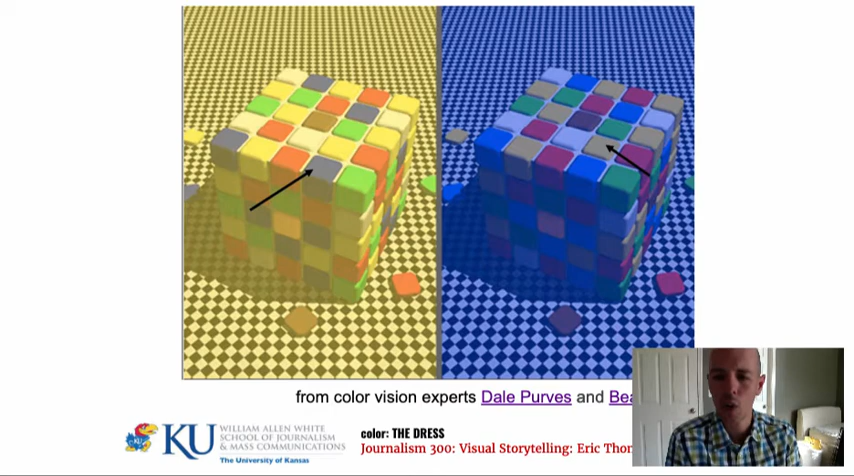 from color vision experts Dale Purves and
KU
WILLIAM ALLEN WHITE
SCHOOL OF JOURNALISM
& MASS COMMUNICATIONS
The University of Kansas
color: THE DRESS
Journalism 300: Visual Storytelling: Eric